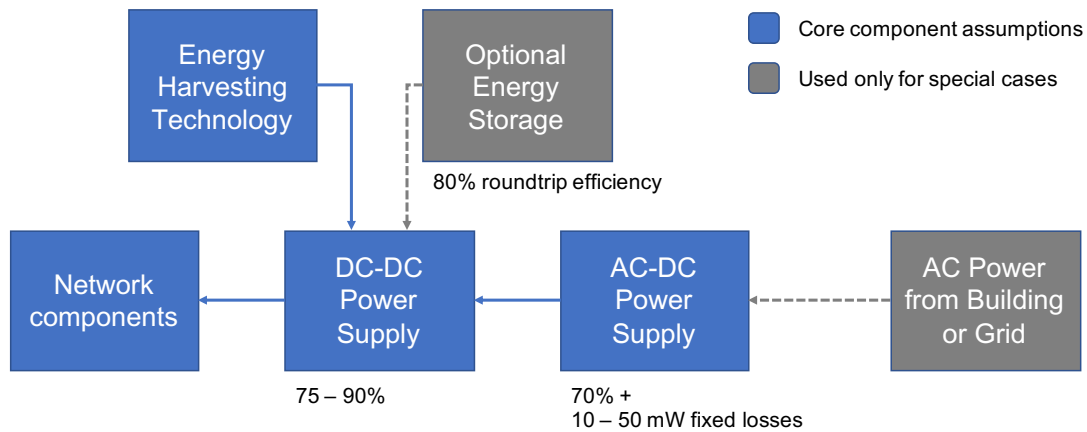 Energy
Harvesting
Technology
Optional
Energy
Storage
Core component assumptions
Used only for special cases
80% roundtrip efficiency
Network
components
DC-DC
Power
Supply
AC-DC
Power
Supply
AC Power
from Building
or Grid
75 – 90%
70% +
10 – 50 mW fixed losses